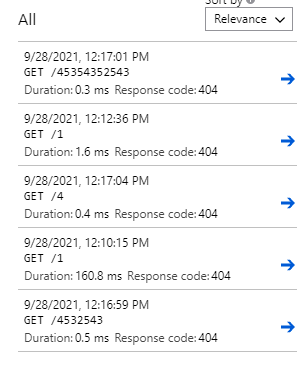 Sort by
All
Relevance
9/28/2021, 12:17:01 PM
GET /45354352543
Duration: 0.3 ms Response code: 404
9/28/2021, 12:12:36 PM
GET /1
Duration: 1.6 ms Response code: 404
9/28/2021, 12:17:04 PM
GET /4
Duration: 0.4 ms Response code: 404
9/28/2021, 12:10:15 PM
GET /1
Duration: 160.8 ms Response code: 404
9/28/2021, 12:16:59 PM
GET /4532543
Duration: 0.5 ms Response code: 404